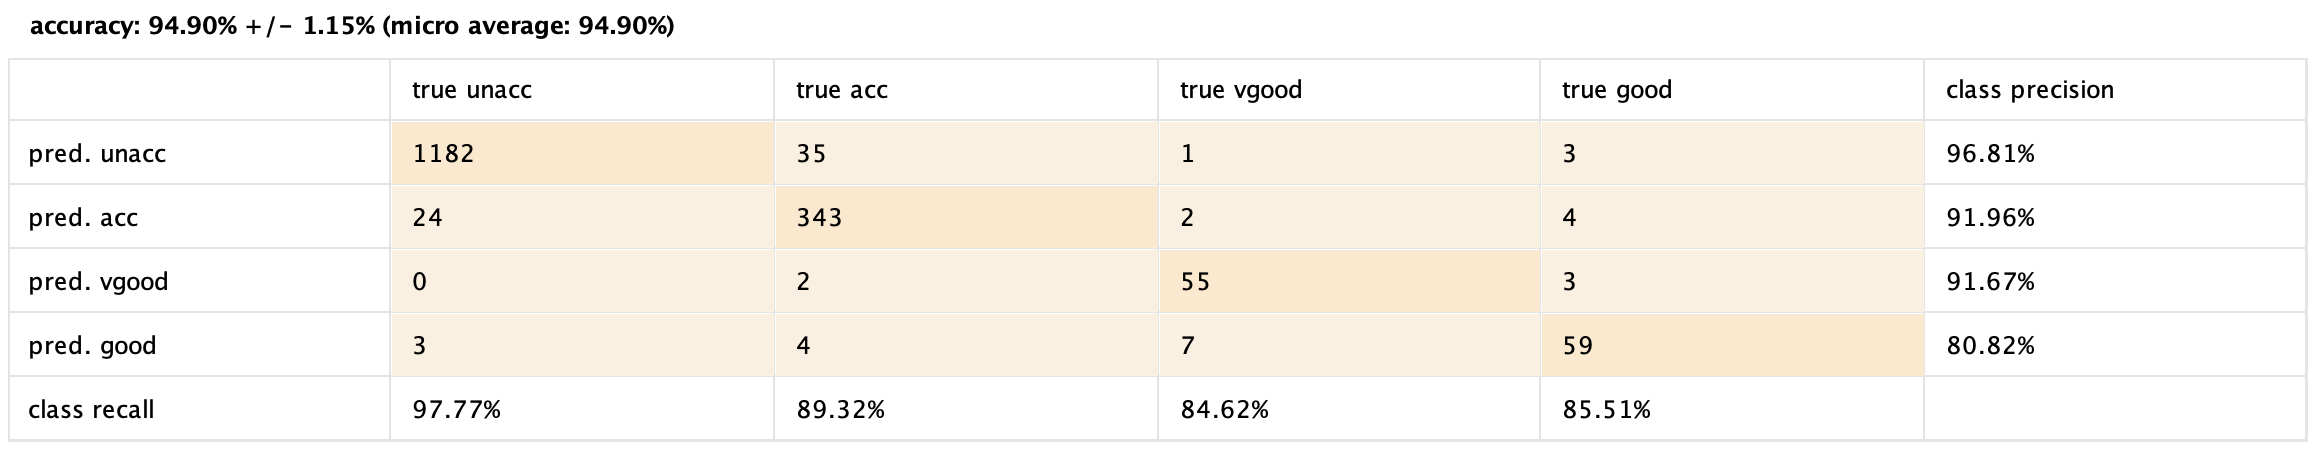 accuracy: 94.90% +/- 1.15% (micro average: 94.90%)
true unacc true acc true vgood true good class precision
pred. unacc 1182 35 1 3 96.81%
pred. acc 24 343 2 4 91.96%
pred. vgood 0 2 55 3 91.67%
pred. good 3 4 7 59 80.82%
class recall 97.77% 89.32% 84.62% 85.51%